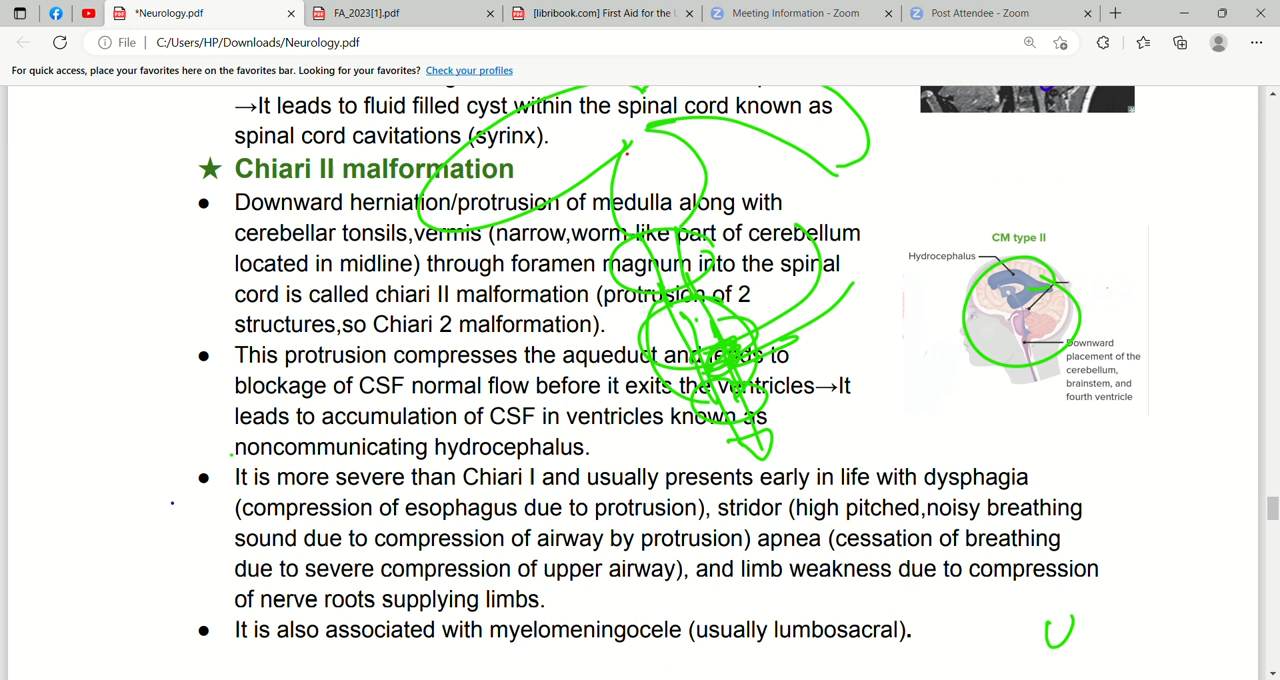 *Neurology.pdf
FA_2023[1].pdf
[libribook.com] First Aid for the U
Meeting Information - Zoom
Post Attendee - Zoom
File
C:/Users/HP/Downloads/Neurology.pdf
For quick access, place your favorites here on the favorites bar. Looking for your favorites? Check your profiles
→It leads to fluid filled cyst within the spinal cord known as
spinal cord cavitations (syrinx).
★ Chiari II malformation
● Downward herniation/protrusion of medulla along with
cerebellar tonsils,vermis (narrow,worm-like part of cerebellum
located in midline) through foramen magnum into the spinal
cord is called chiari II malformation (protrusion of 2
structures,so Chiari 2 malformation).
● This protrusion compresses the aqueduct and leads to
blockage of CSF normal flow before it exits the ventricles→It
leads to accumulation of CSF in ventricles known as
noncommunicating hydrocephalus.
● It is more severe than Chiari I and usually presents early in life with dysphagia
(compression of esophagus due to protrusion), stridor (high pitched,noisy breathing
sound due to compression of airway by protrusion) apnea (cessation of breathing
due to severe compression of upper airway), and limb weakness due to compression
of nerve roots supplying limbs.
● It is also associated with myelomeningocele (usually lumbosacral).
CM type II
Hydrocephalus
Downward
placement of the
cerebellum,
brainstem, and
fourth ventricle